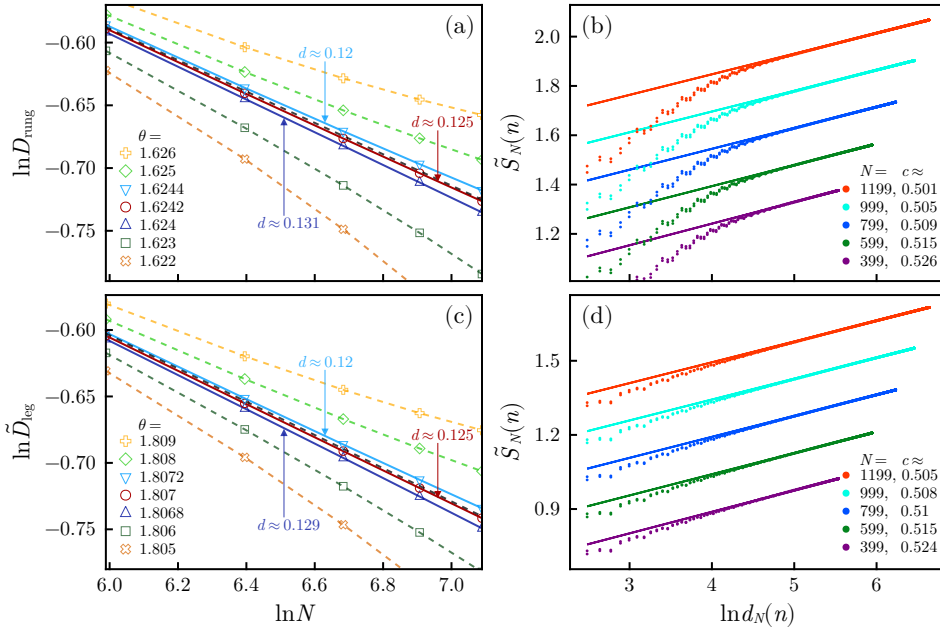 (a)
ln D_rung
−0.60
−0.65
−0.70
−0.75
d ≈ 0.12
d ≈ 0.125
d ≈ 0.131
θ =
1.626
1.625
1.6244
1.6242
1.624
1.623
1.622
(b)
S̃_N(n)
2.0
1.8
1.6
1.4
1.2
N = c ≈
1199, 0.501
999, 0.505
799, 0.509
599, 0.515
399, 0.526
(c)
ln D̃_leg
−0.60
−0.65
−0.70
−0.75
d ≈ 0.12
d ≈ 0.125
d ≈ 0.129
θ =
1.809
1.808
1.8072
1.807
1.8068
1.806
1.805
6.0 6.2 6.4 6.6 6.8 7.0
ln N
(d)
S̃_N(n)
1.5
1.2
0.9
N = c ≈
1199, 0.505
999, 0.508
799, 0.51
599, 0.515
399, 0.524
3 4 5 6
ln d_N(n)